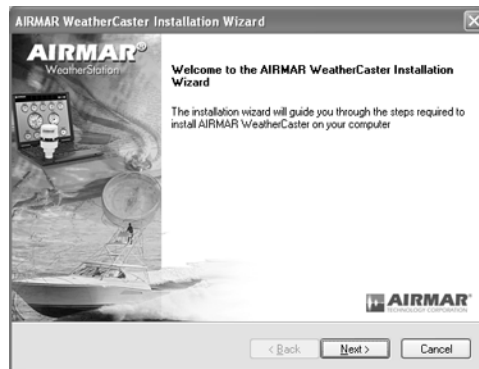 AIRMAR WeatherCaster Installation Wizard
AIRMAR®
WeatherStation
Welcome to the AIRMAR WeatherCaster Installation
Wizard
The installation wizard will guide you through the steps required to
install AIRMAR WeatherCaster on your computer
AIRMAR®
TECHNOLOGY CORPORATION
< Back
Next >
Cancel